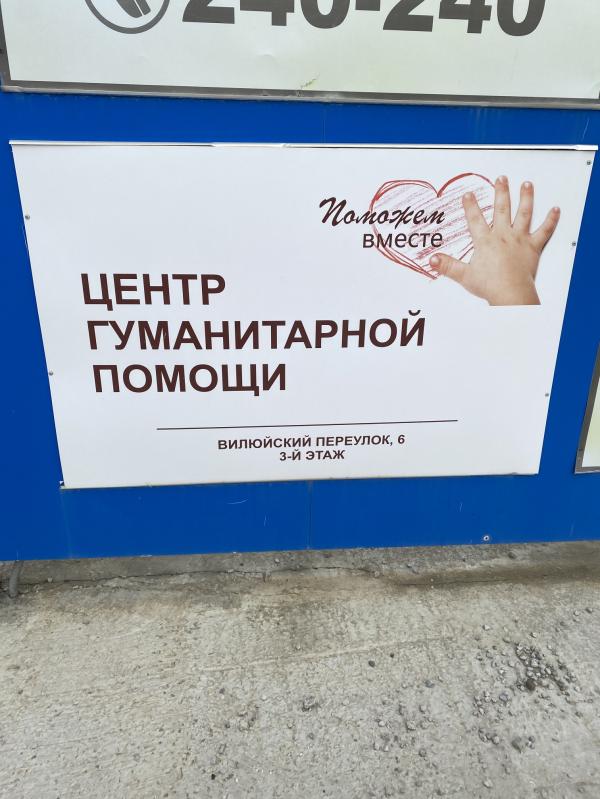 240-240
Поможем
вместе
ЦЕНТР
ГУМАНИТАРНОЙ
ПОМОЩИ
ВИЛЮЙСКИЙ ПЕРЕУЛОК, 6
3-Й ЭТАЖ